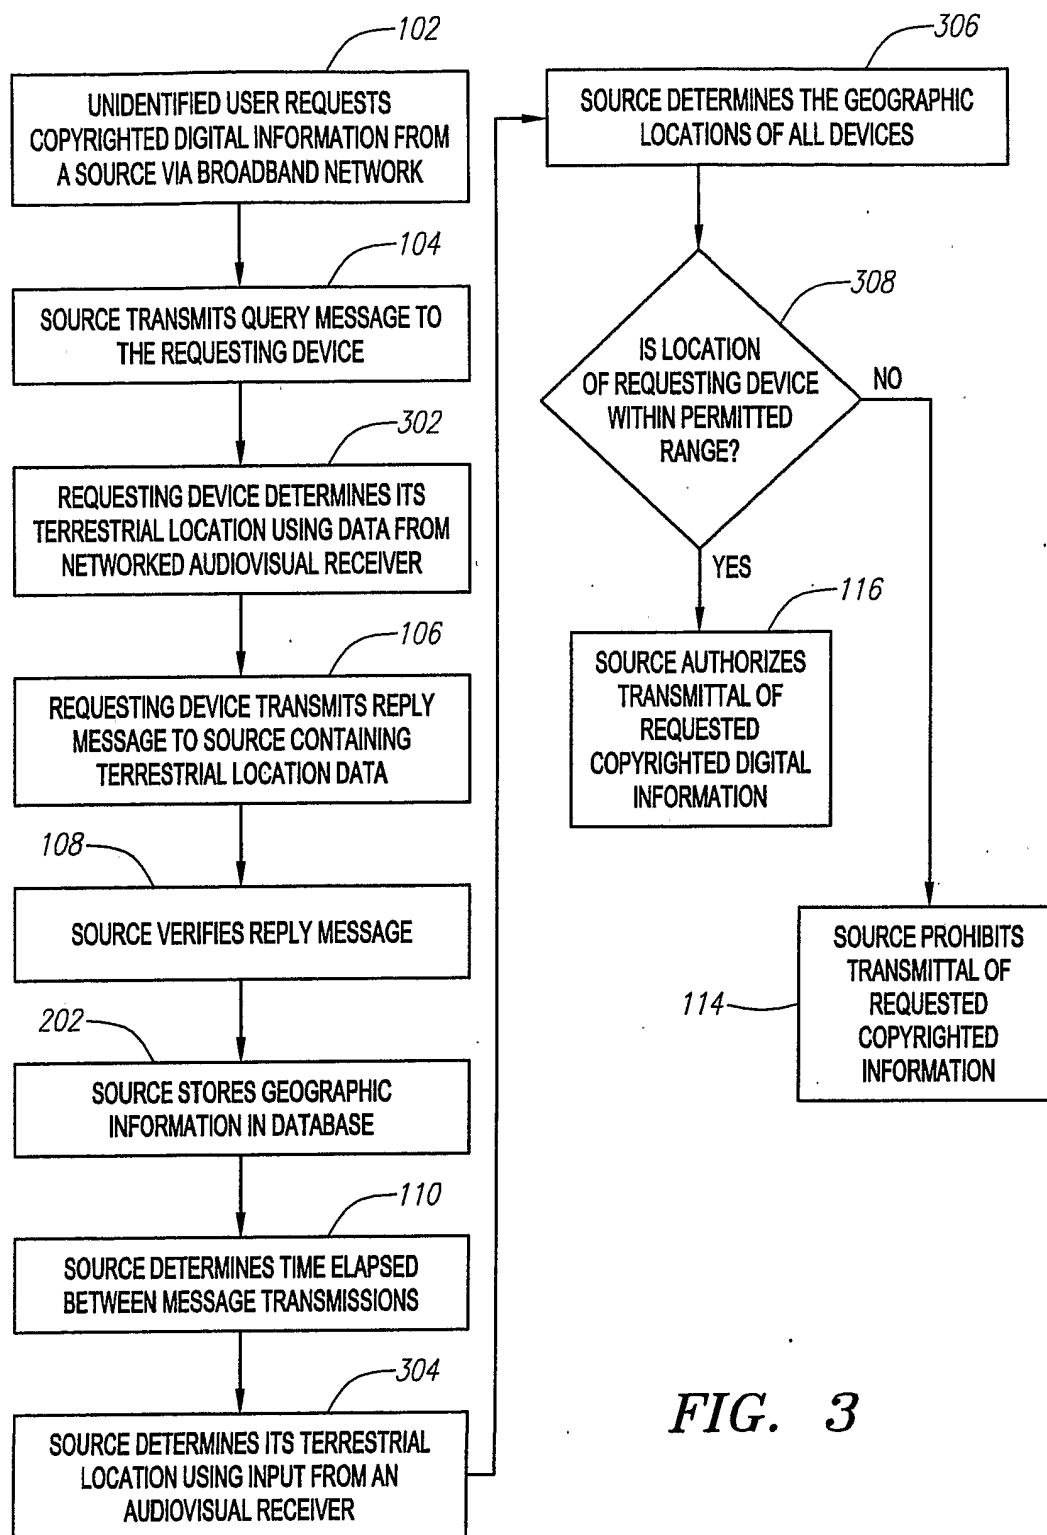 102
UNIDENTIFIED USER REQUESTS
COPYRIGHTED DIGITAL INFORMATION FROM
A SOURCE VIA BROADBAND NETWORK
104
SOURCE TRANSMITS QUERY MESSAGE TO
THE REQUESTING DEVICE
302
REQUESTING DEVICE DETERMINES ITS
TERRESTRIAL LOCATION USING DATA FROM
NETWORKED AUDIOVISUAL RECEIVER
106
REQUESTING DEVICE TRANSMITS REPLY
MESSAGE TO SOURCE CONTAINING
TERRESTRIAL LOCATION DATA
108
SOURCE VERIFIES REPLY MESSAGE
202
SOURCE STORES GEOGRAPHIC
INFORMATION IN DATABASE
110
SOURCE DETERMINES TIME ELAPSED
BETWEEN MESSAGE TRANSMISSIONS
304
SOURCE DETERMINES ITS TERRESTRIAL
LOCATION USING INPUT FROM AN
AUDIOVISUAL RECEIVER
306
SOURCE DETERMINES THE GEOGRAPHIC
LOCATIONS OF ALL DEVICES
308
IS LOCATION
OF REQUESTING DEVICE
WITHIN PERMITTED
RANGE?
NO
YES
116
SOURCE AUTHORIZES
TRANSMITTAL OF
REQUESTED
COPYRIGHTED DIGITAL
INFORMATION
114
SOURCE PROHIBITS
TRANSMITTAL OF
REQUESTED
COPYRIGHTED
INFORMATION
FIG. 3